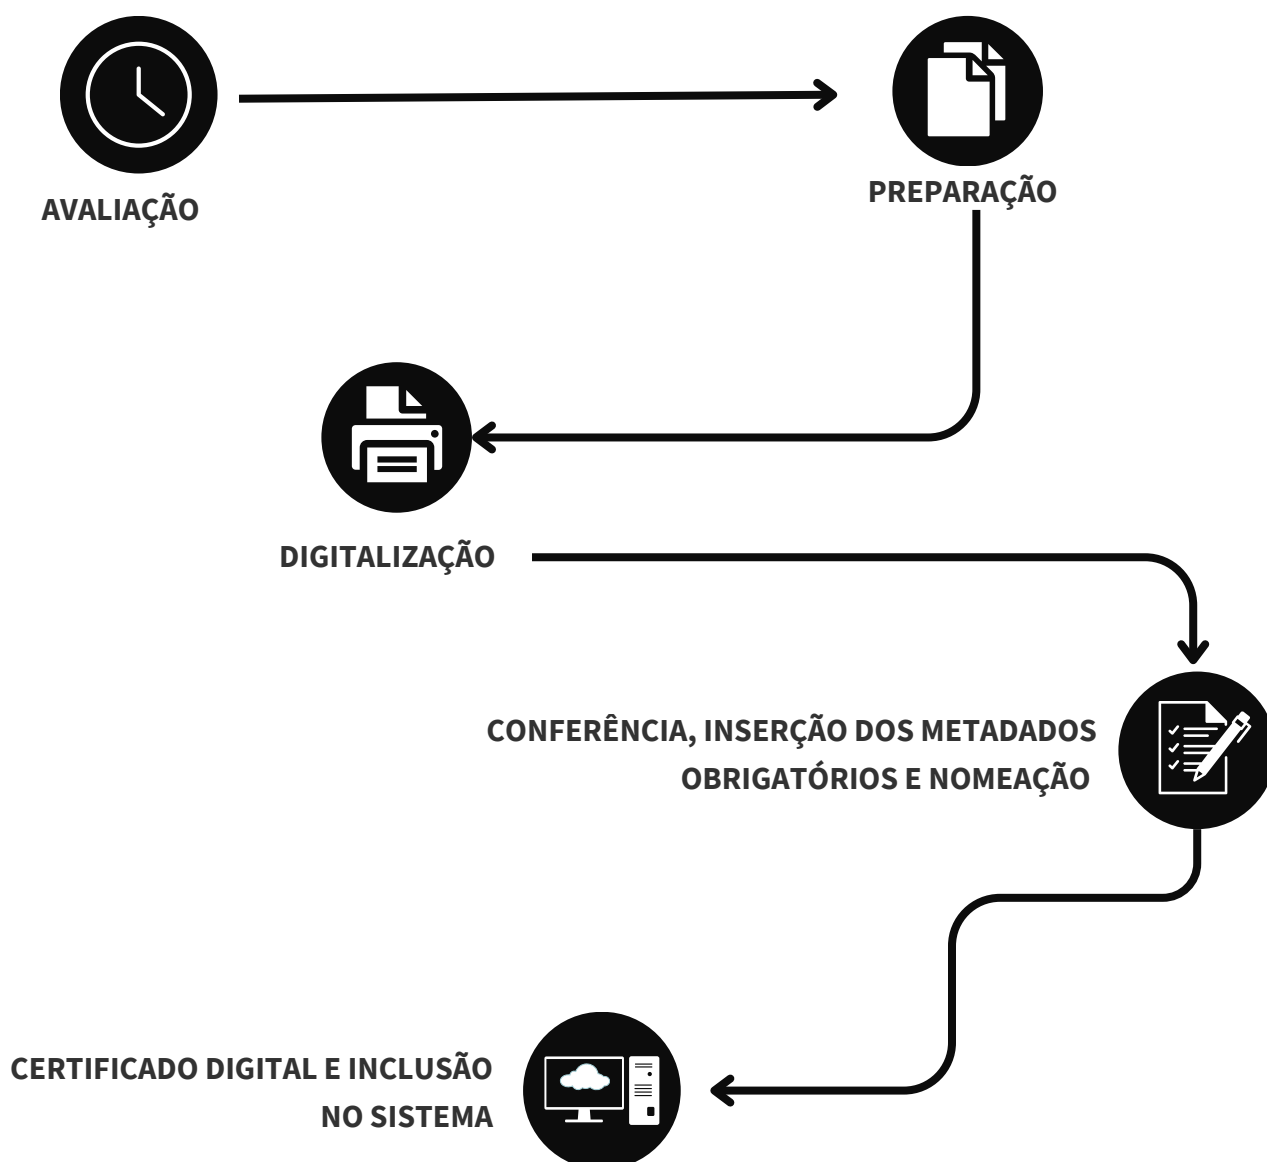 AVALIAÇÃO
PREPARAÇÃO
DIGITALIZAÇÃO
CONFERÊNCIA, INSERÇÃO DOS METADADOS
OBRIGATÓRIOS E NOMEAÇÃO
CERTIFICADO DIGITAL E INCLUSÃO
NO SISTEMA